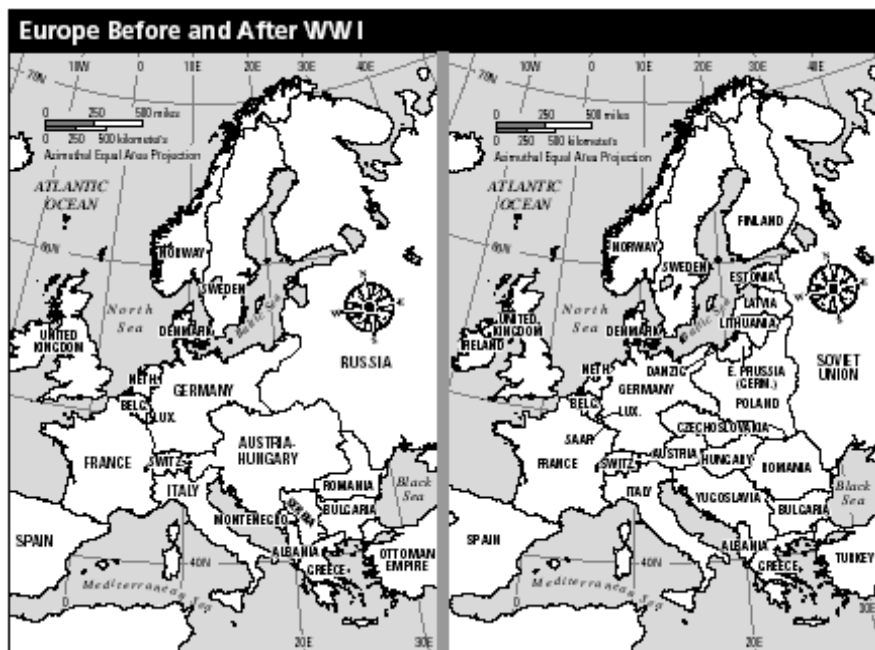 Europe Before and After WW I
70N
10W
0
10E
20E
30E
40E
0 250 500 miles
0 250 500 kilometers
Azimuthal Equal Area Projection
ATLANTIC
OCEAN
60N
NORWAY
SWEDEN
North
Sea
Baltic Sea
N
W
E
S
UNITED
KINGDOM
DENMARK
RUSSIA
NETH.
GERMANY
BELG.
LUX.
AUSTRIA-
HUNGARY
FRANCE
SWITZ.
ROMANIA
Black
Sea
ITALY
SERBIA
BULGARIA
MONTENEGRO
SPAIN
ALBANIA
OTTOMAN
EMPIRE
40N
GREECE
Mediterranean Sea
0
20E
30E
70N
10W
0
10E
20E
30E
40E
0 250 500 miles
0 250 500 kilometers
Azimuthal Equal Area Projection
ATLANTIC
OCEAN
60N
FINLAND
NORWAY
SWEDEN
ESTONIA
N
W
E
S
North
Sea
Baltic Sea
LATVIA
LITHUANIA
UNITED
KINGDOM
IRELAND
DENMARK
SOVIET
UNION
NETH.
DANZIG
E. PRUSSIA
(GERM.)
GERMANY
POLAND
BELG.
LUX.
CZECHOSLOVAKIA
SAAR
FRANCE
SWITZ.
AUSTRIA
HUNGARY
ROMANIA
Black
Sea
ITALY
YUGOSLAVIA
BULGARIA
SPAIN
ALBANIA
TURKEY
40N
GREECE
Mediterranean Sea
0
20E
30E